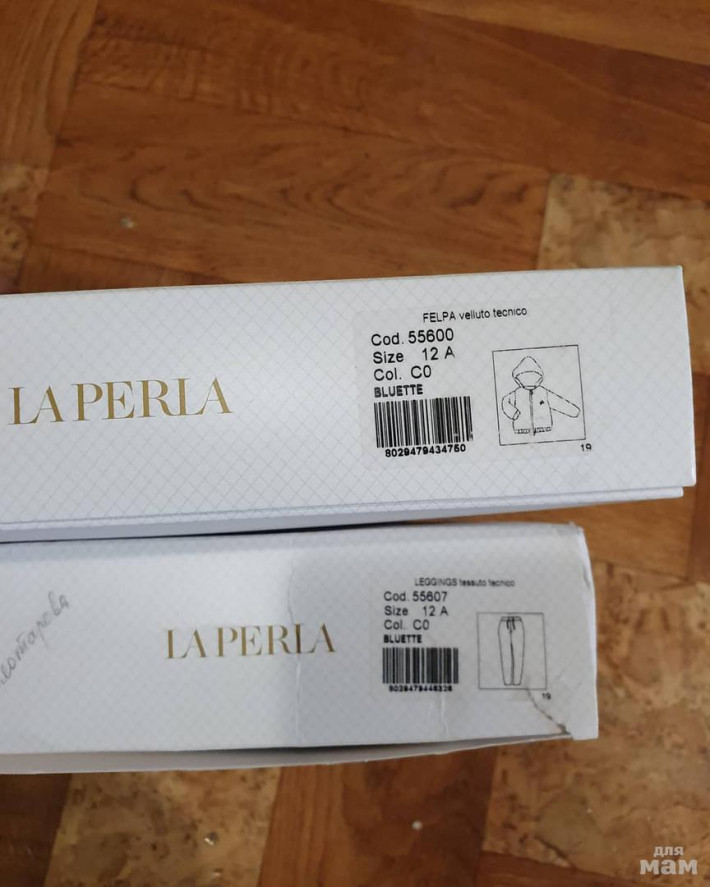 LA PERLA
FELPA velluto tecnico
Cod. 55600
Size 12 A
Col. C0
BLUETTE
8029479434750
19
LA PERLA
LEGGINGS tessuto tecnico
Cod. 55607
Size 12 A
Col. C0
BLUETTE
19
для
мам